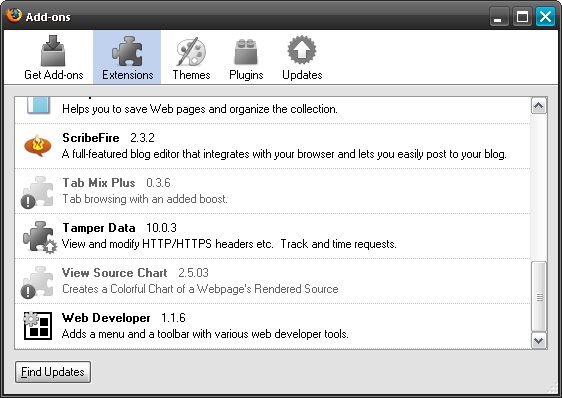 Add-ons
Get Add-ons
Extensions
Themes
Plugins
Updates
Helps you to save Web pages and organize the collection.
ScribeFire 2.3.2
A full-featured blog editor that integrates with your browser and lets you easily post to your blog.
Tab Mix Plus 0.3.6
Tab browsing with an added boost.
Tamper Data 10.0.3
View and modify HTTP/HTTPS headers etc. Track and time requests.
View Source Chart 2.5.03
Creates a Colorful Chart of a Webpage's Rendered Source
Web Developer 1.1.6
Adds a menu and a toolbar with various web developer tools.
Find Updates